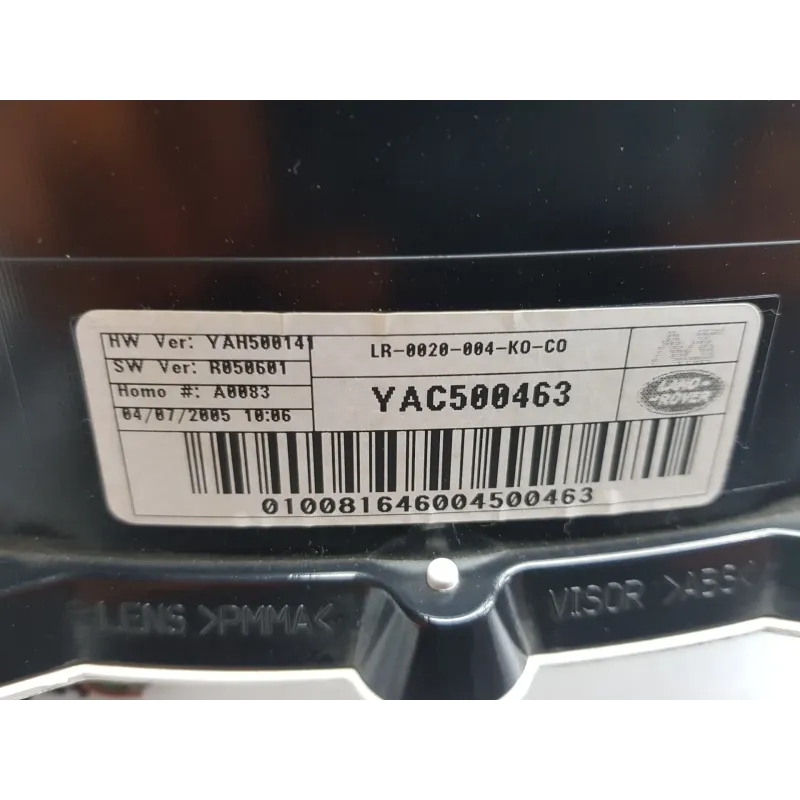 HW Ver: YAH500141
SW Ver: R050601
Homo #: A0083
04/07/2005 10:06
LR-0020-004-KO-CO
YAC500463
LAND-
ROVER
010081646004500463
LENS >PMMA<
VISOR >ABS<